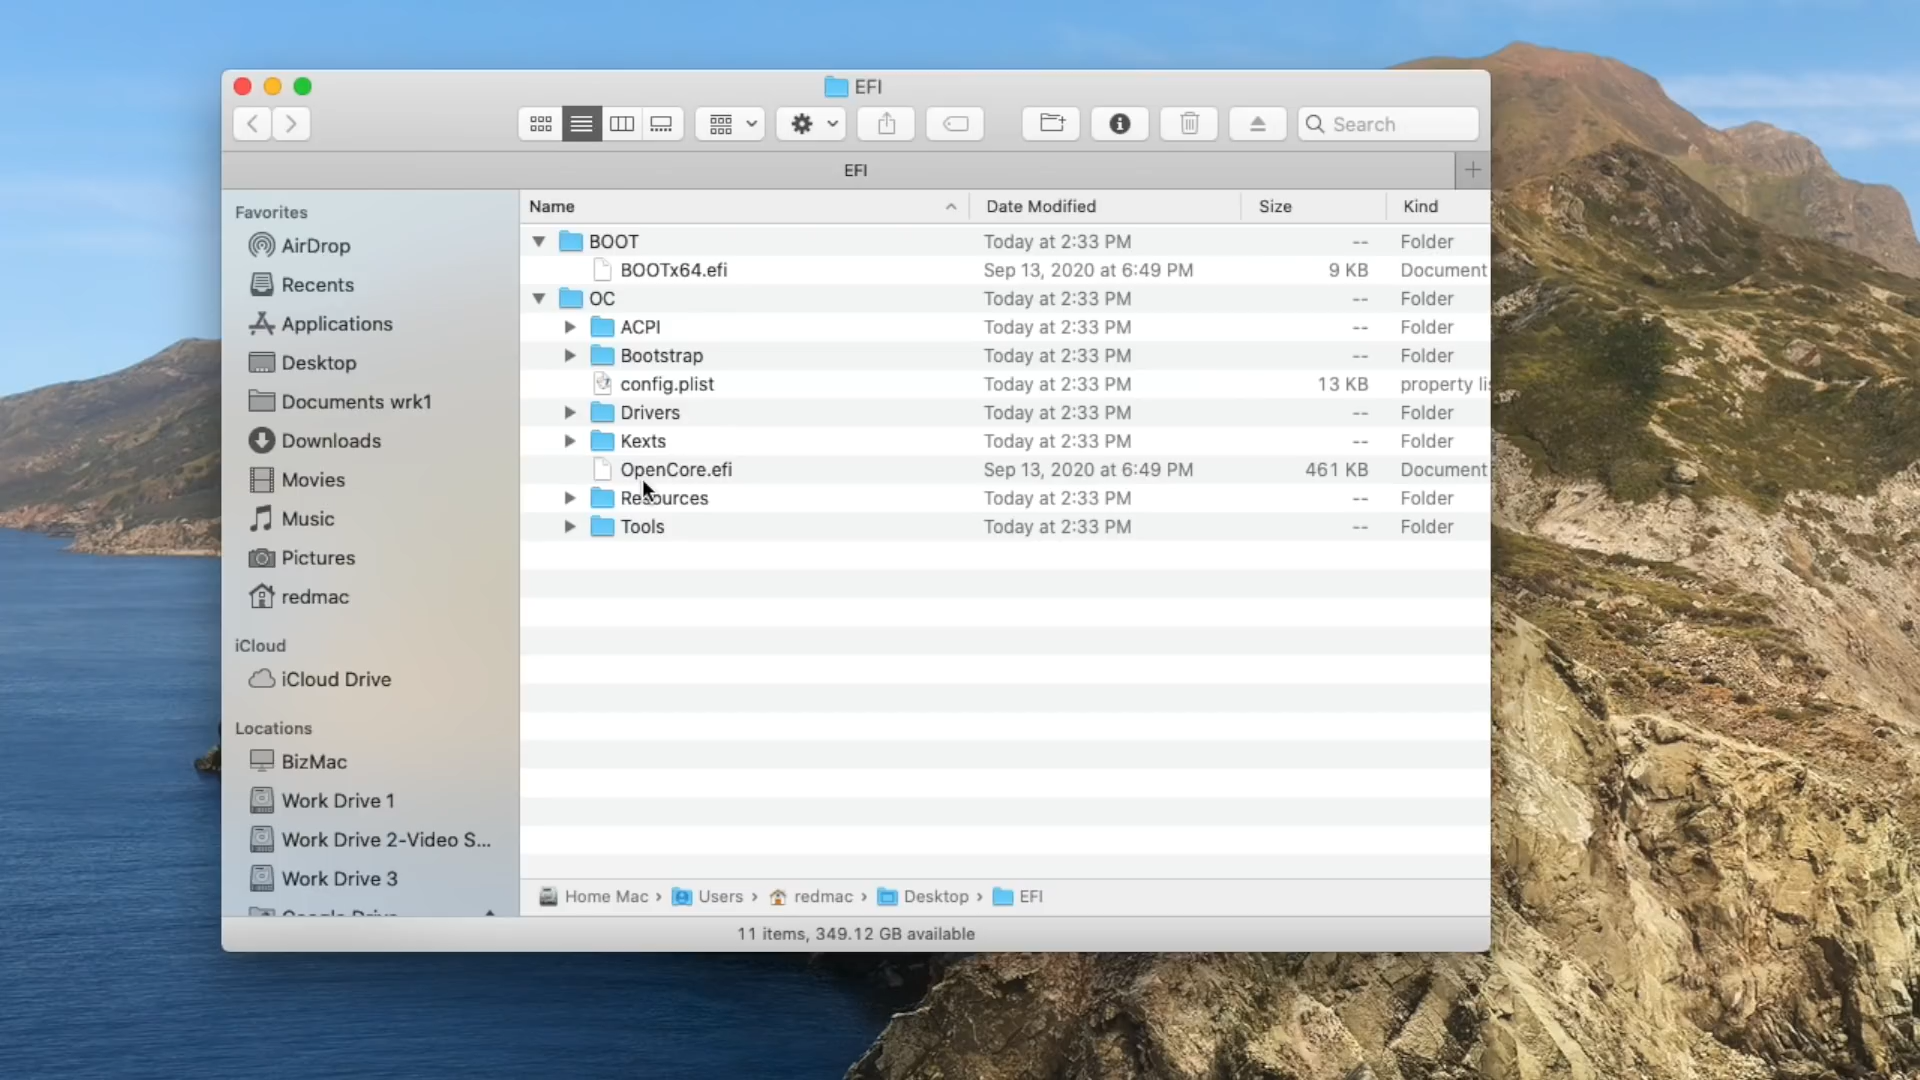 EFI
Search
EFI
Name Date Modified Size Kind
Favorites
AirDrop
Recents
Applications
Desktop
Documents wrk1
Downloads
Movies
Music
Pictures
redmac
iCloud
iCloud Drive
Locations
BizMac
Work Drive 1
Work Drive 2-Video S...
Work Drive 3
BOOT Today at 2:33 PM -- Folder
BOOTx64.efi Sep 13, 2020 at 6:49 PM 9 KB Document
OC Today at 2:33 PM -- Folder
ACPI Today at 2:33 PM -- Folder
Bootstrap Today at 2:33 PM -- Folder
config.plist Today at 2:33 PM 13 KB property li
Drivers Today at 2:33 PM -- Folder
Kexts Today at 2:33 PM -- Folder
OpenCore.efi Sep 13, 2020 at 6:49 PM 461 KB Document
Resources Today at 2:33 PM -- Folder
Tools Today at 2:33 PM -- Folder
Home Mac › Users › redmac › Desktop › EFI
11 items, 349.12 GB available